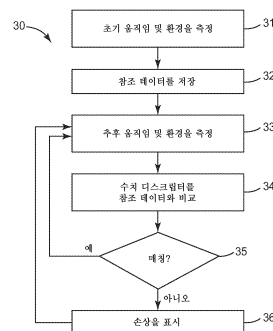 30
초기 움직임 및 환경을 측정
31
참조 데이터를 저장
32
추후 움직임 및 환경을 측정
33
수치 디스크립터를
참조 데이터와 비교
34
매칭?
35
예
아니오
손상을 표시
36